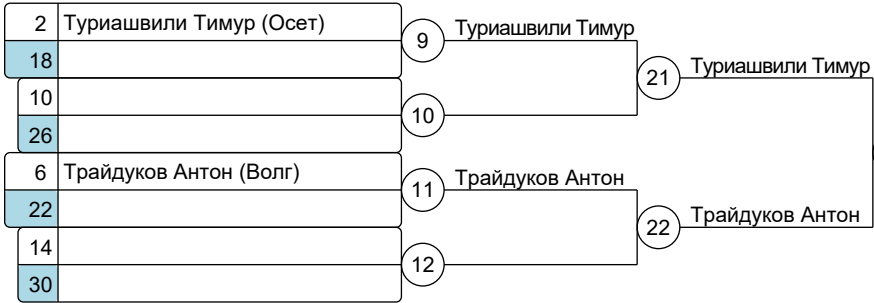 2 Туриашвили Тимур (Осет)
9 Туриашвили Тимур
18
21 Туриашвили Тимур
10
10
26
6 Трайдуков Антон (Волг)
11 Трайдуков Антон
22
22 Трайдуков Антон
14
12
30